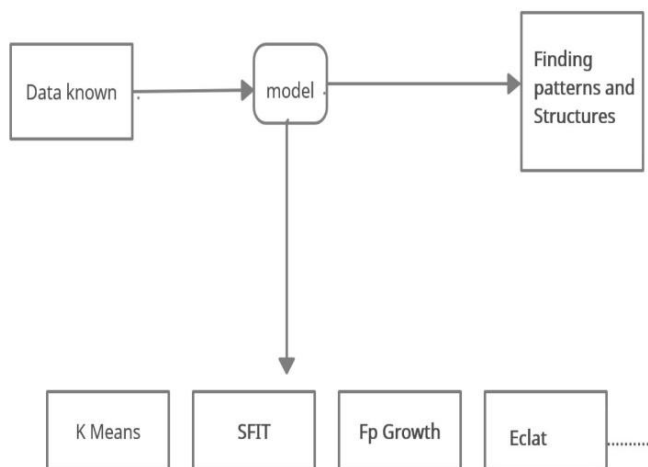 Data known
model
Finding
patterns and
Structures
K Means
SFIT
Fp Growth
Eclat